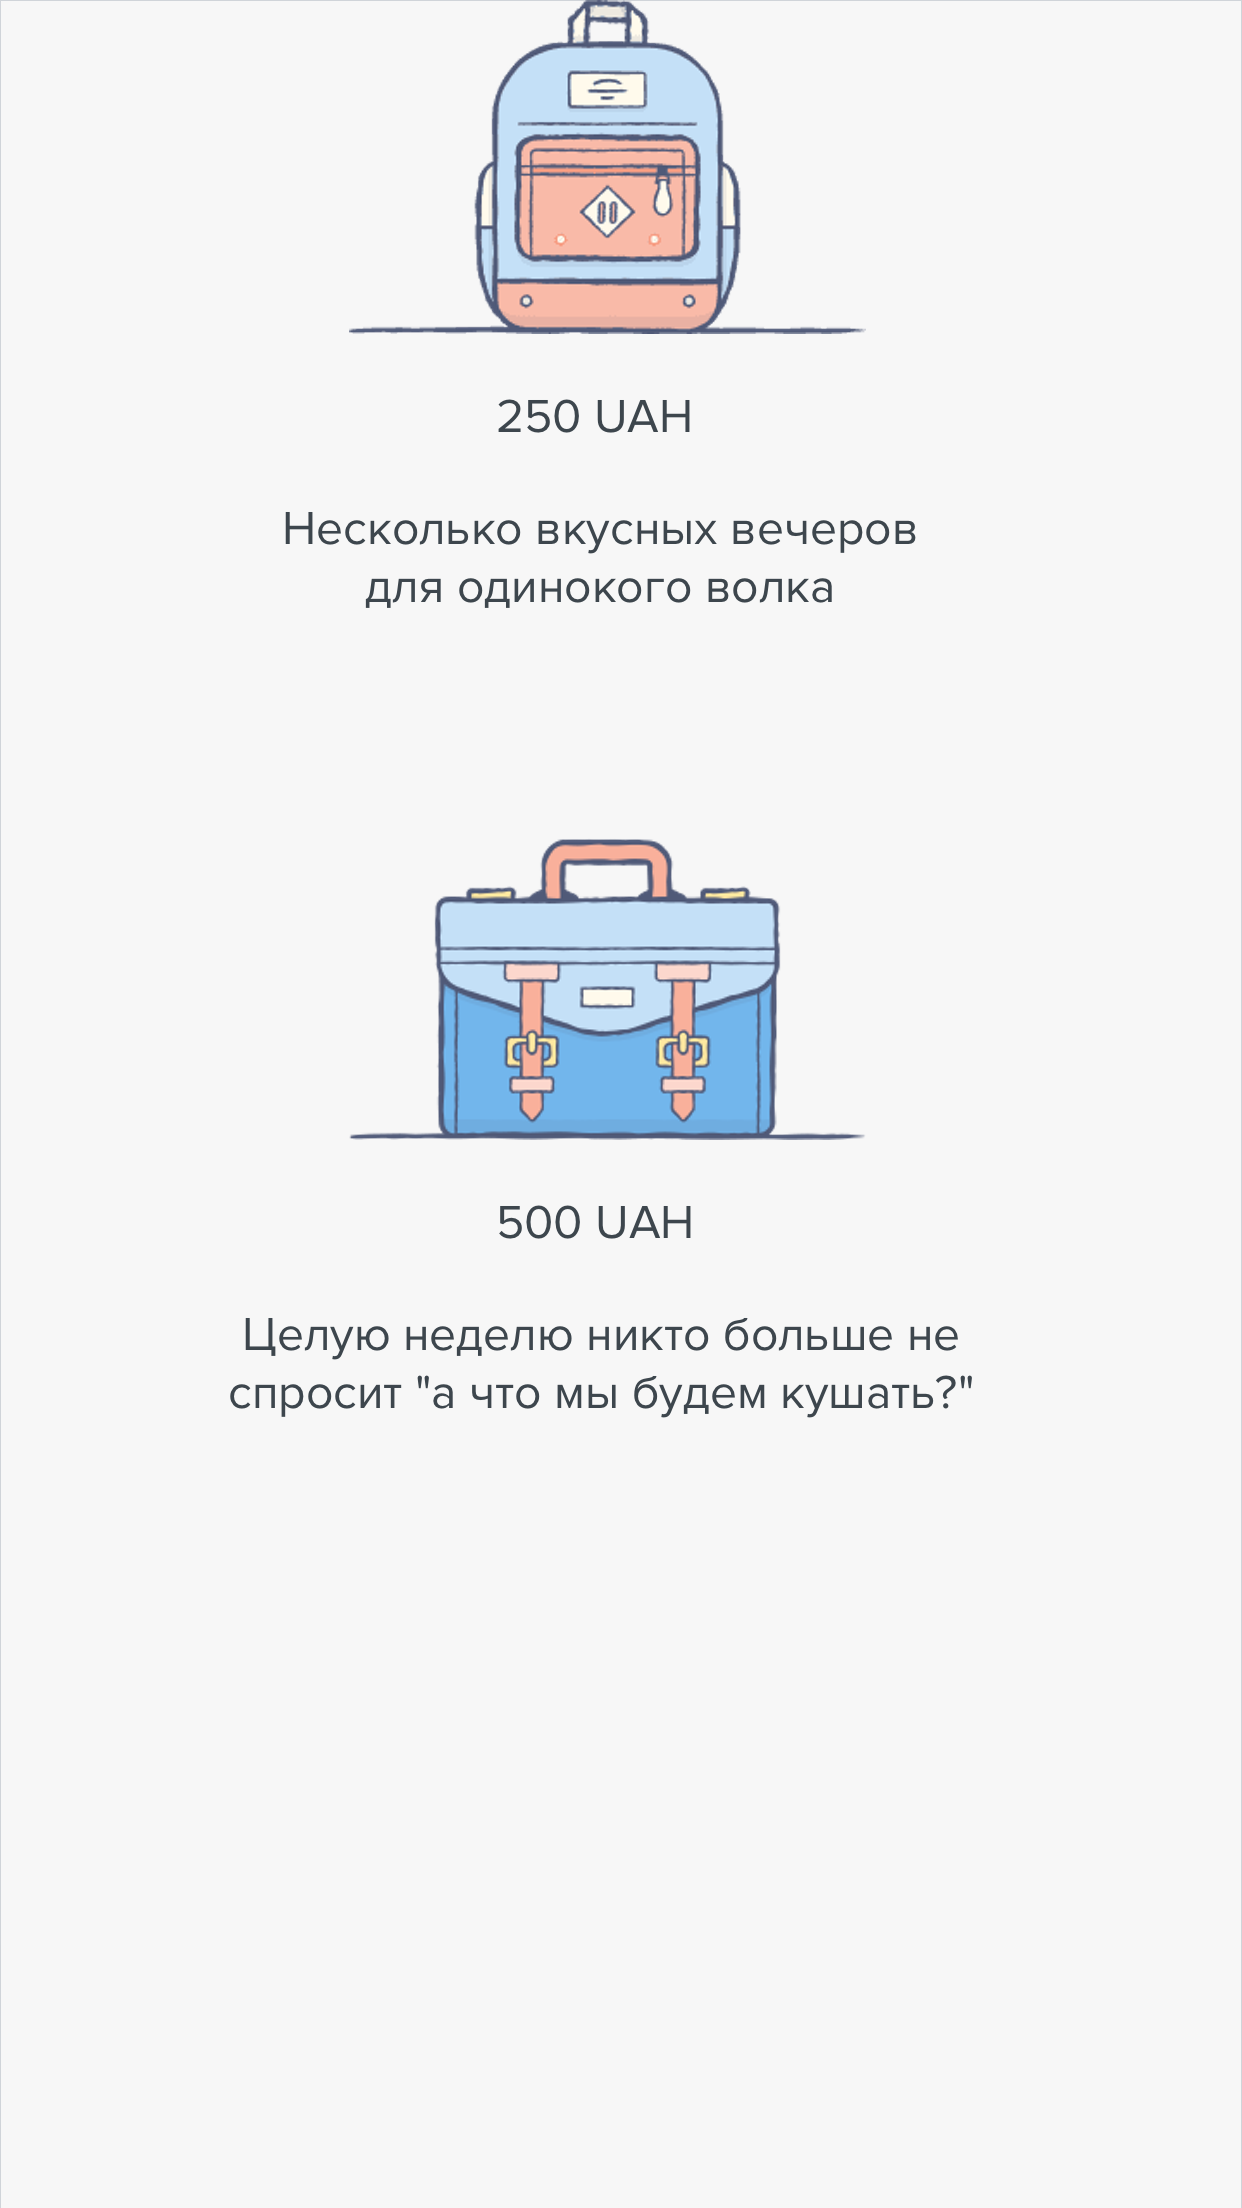 250 UAH
Несколько вкусных вечеров
для одинокого волка
500 UAH
Целую неделю никто больше не
спросит "а что мы будем кушать?"